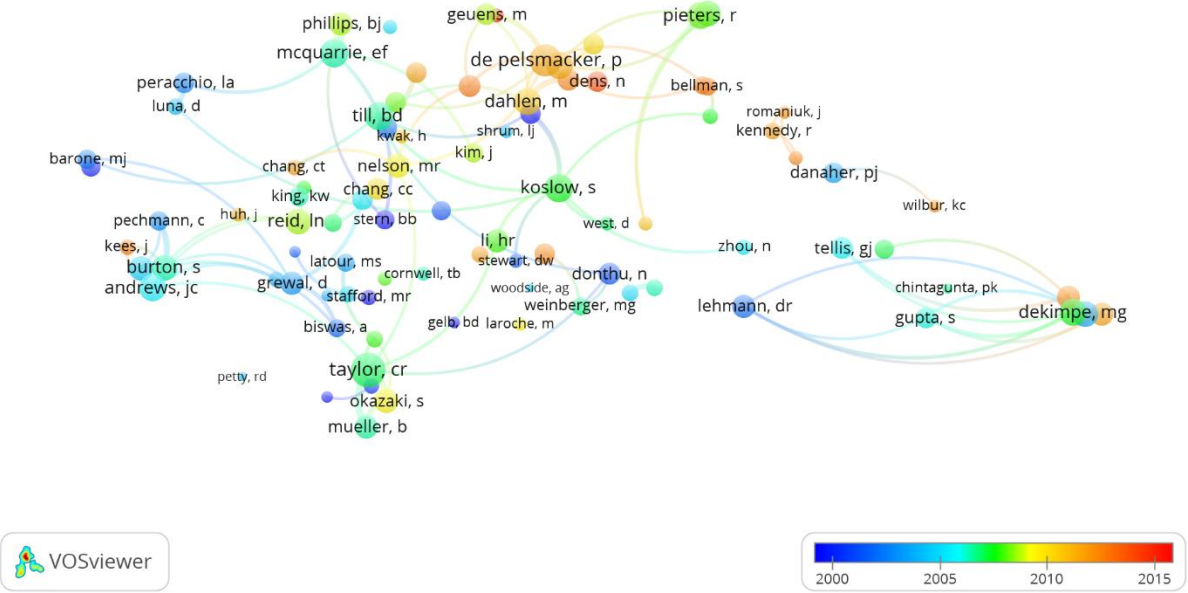 geuens, m
pieters, r
phillips, bj
mcquarrie, ef
de pelsmacker, p
peracchio, la
dens, n
bellman, s
luna, d
dahlen, m
romaniuk, j
till, bd
kwak, h
shrum, lj
kennedy, r
kim, j
barone, mj
chang, ct
nelson, mr
danaher, pj
king, kw
chang, cc
koslow, s
wilbur, kc
pechmann, c
huh, j
reid, ln
stern, bb
west, d
kees, j
li, hr
zhou, n
tellis, gj
burton, s
latour, ms
stewart, dw
cornwell, tb
donthu, n
andrews, jc
grewal, d
stafford, mr
woodside, ag
chintagunta, pk
weinberger, mg
lehmann, dr
gupta, s
dekimpe, mg
biswas, a
gelb, bd
laroche, m
taylor, cr
petty, rd
okazaki, s
mueller, b
VOSviewer
2000 2005 2010 2015